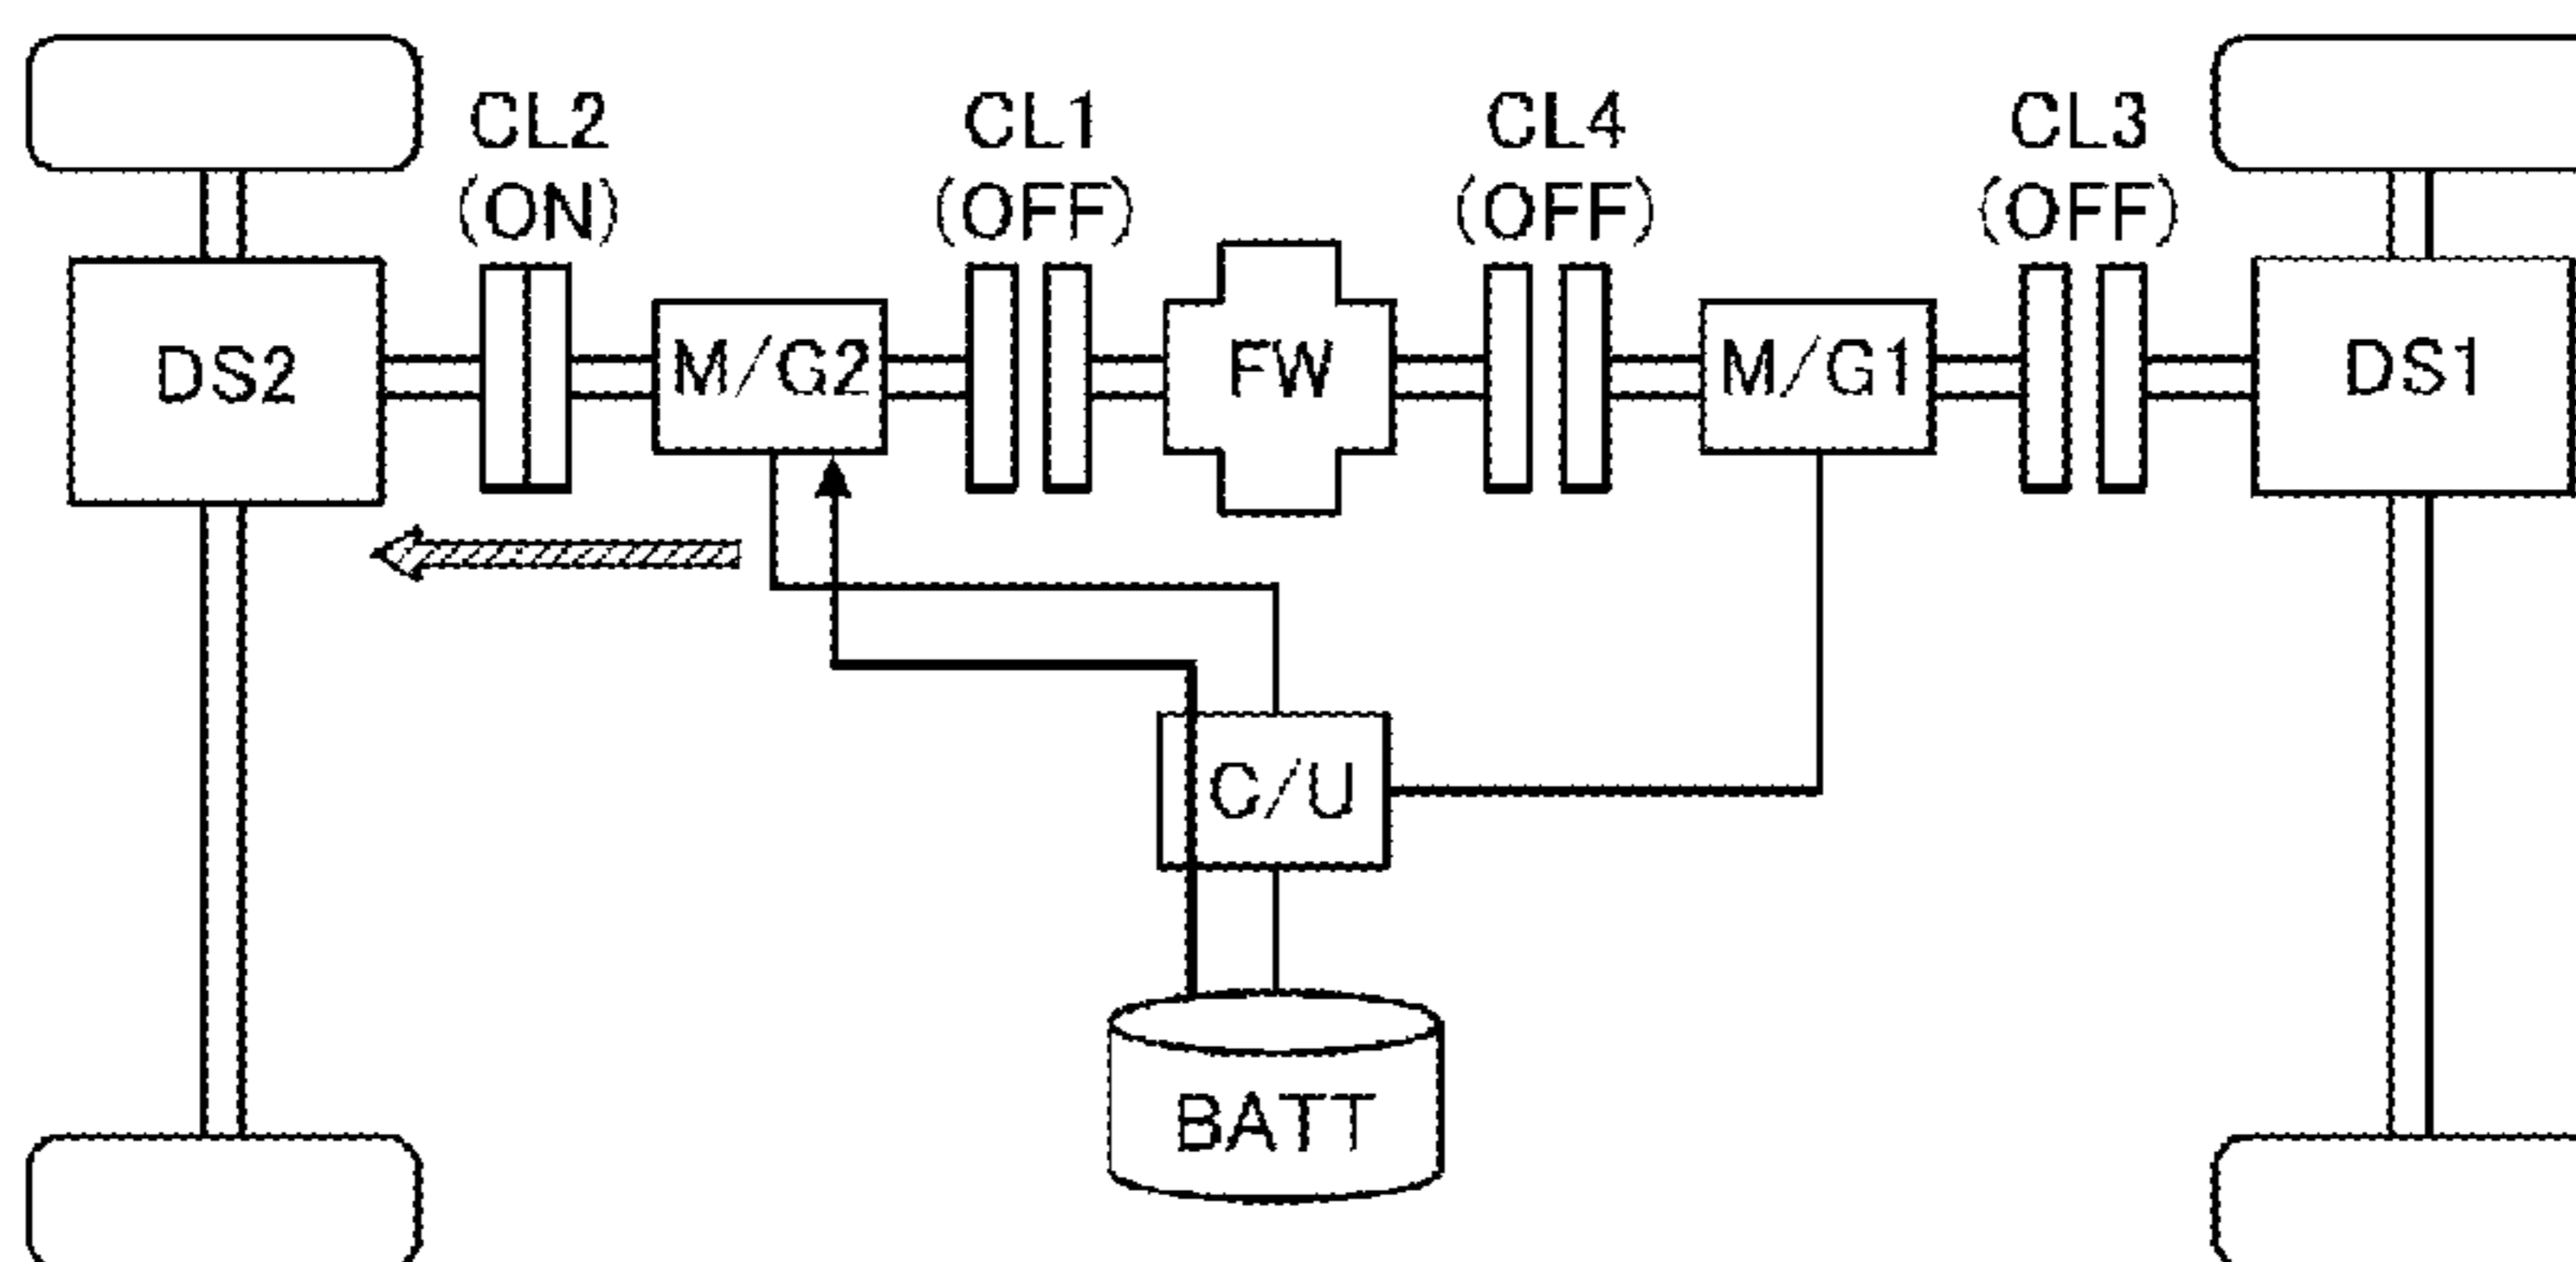 CL2
(ON)
CL1
(OFF)
CL4
(OFF)
CL3
(OFF)
DS2
M/G2
FW
M/G1
DS1
C/U
BATT